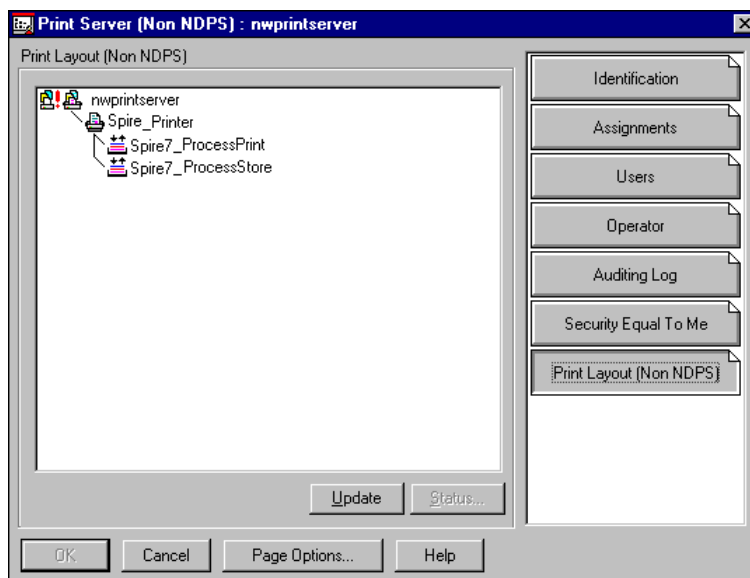 Print Server (Non NDPS) : nwprintserver
Print Layout (Non NDPS)
nwprintserver
Spire_Printer
Spire7_ProcessPrint
Spire7_ProcessStore
Identification
Assignments
Users
Operator
Auditing Log
Security Equal To Me
Print Layout (Non NDPS)
Update
Status...
OK
Cancel
Page Options...
Help